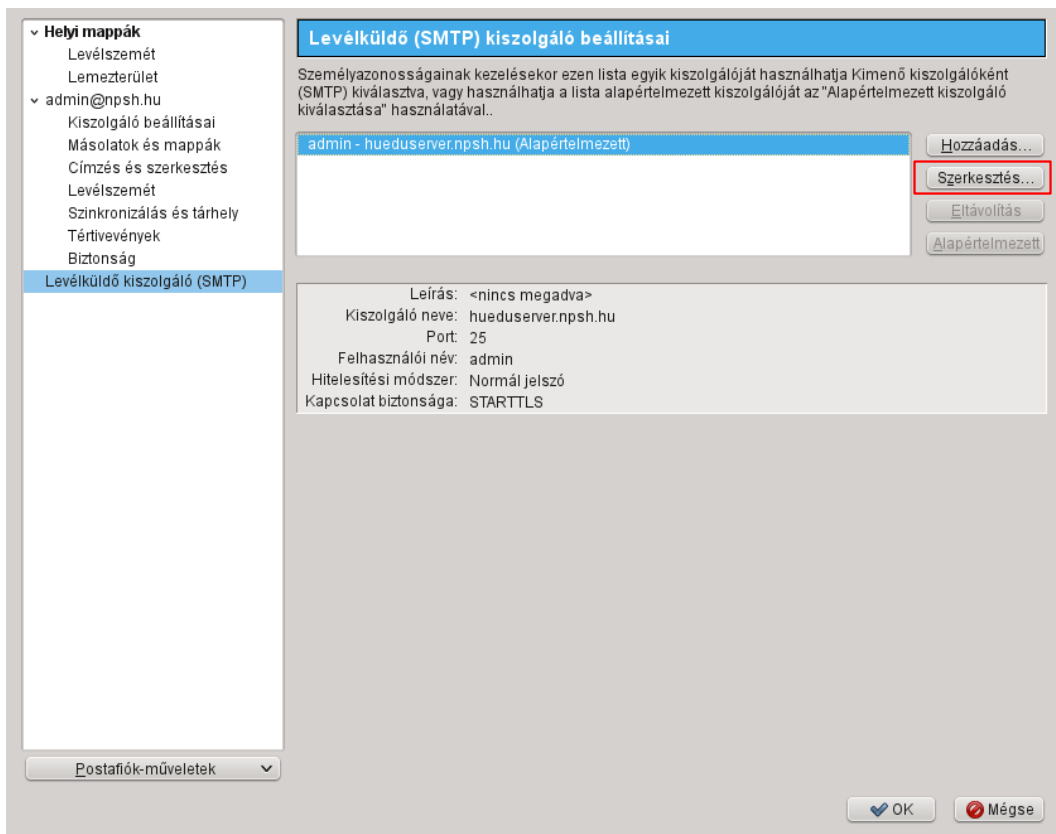 Helyi mappák
Levélszemét
Lemezterület
admin@npsh.hu
Kiszolgáló beállításai
Másolatok és mappák
Címzés és szerkesztés
Levélszemét
Szinkronizálás és tárhely
Tértivevények
Biztonság
Levélküldő kiszolgáló (SMTP)
Postafiók-műveletek
Levélküldő (SMTP) kiszolgáló beállításai
Személyazonosságainak kezelésekor ezen lista egyik kiszolgálóját használhatja Kimenő kiszolgálóként
(SMTP) kiválasztva, vagy használhatja a lista alapértelmezett kiszolgálóját az "Alapértelmezett kiszolgáló
kiválasztása" használatával..
admin - hueduserver.npsh.hu (Alapértelmezett)
Hozzáadás...
Szerkesztés...
Eltávolítás
Alapértelmezett
Leírás: <nincs megadva>
Kiszolgáló neve: hueduserver.npsh.hu
Port: 25
Felhasználói név: admin
Hitelesítési módszer: Normál jelszó
Kapcsolat biztonsága: STARTTLS
OK
Mégse